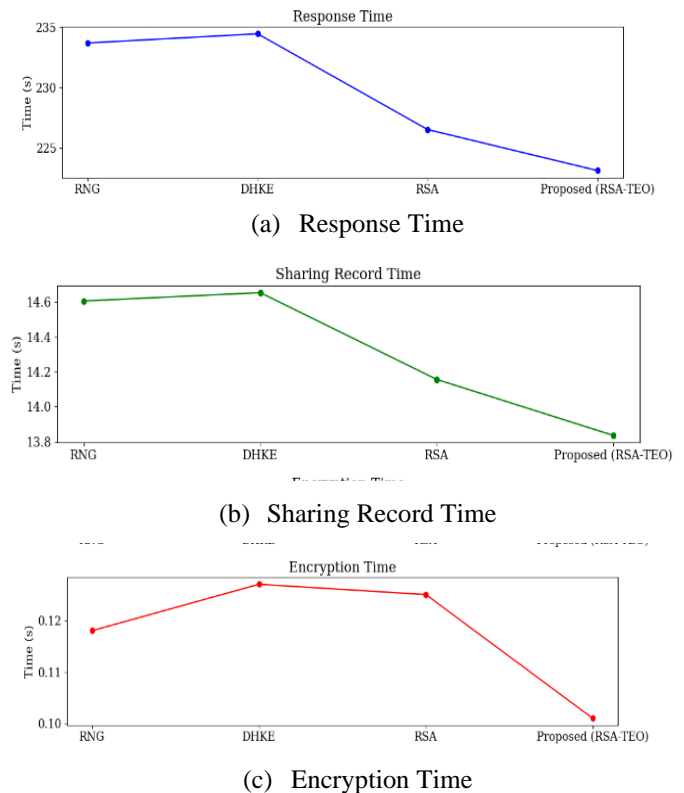 Response Time
235
230
225
Time (s)
RNG DHKE RSA Proposed (RSA-TEO)
(a) Response Time
Sharing Record Time
14.6
14.4
14.2
14.0
13.8
Time (s)
RNG DHKE RSA Proposed (RSA-TEO)
(b) Sharing Record Time
Encryption Time
0.12
0.11
0.10
Time (s)
RNG DHKE RSA Proposed (RSA-TEO)
(c) Encryption Time